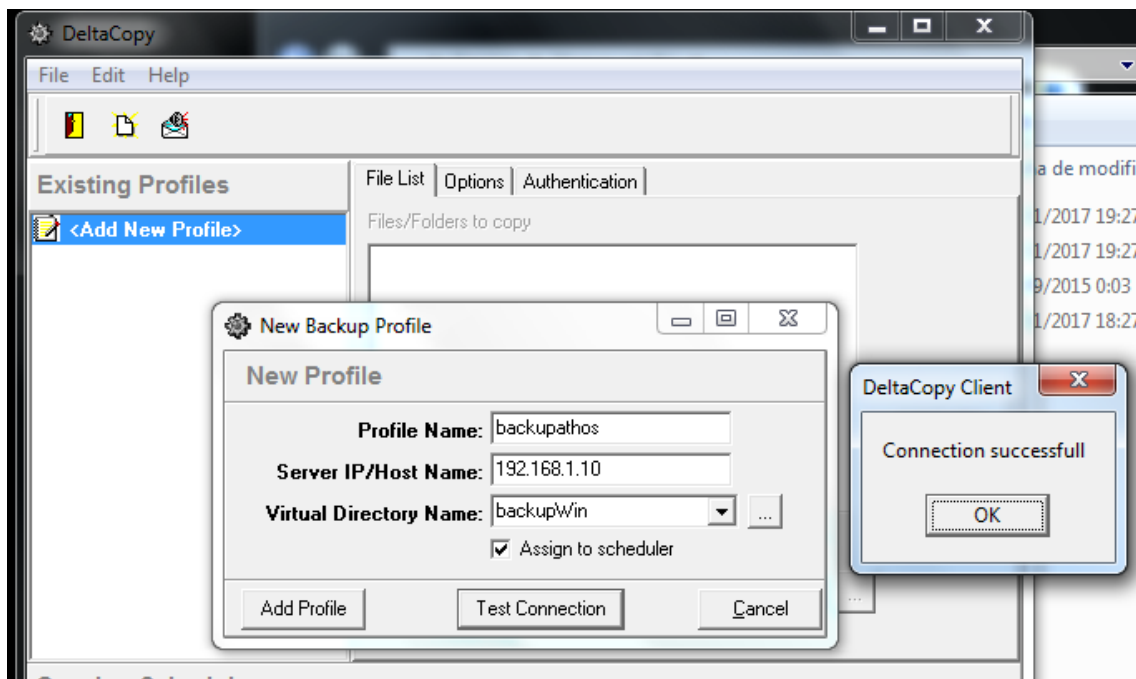 DeltaCopy
File Edit Help
Existing Profiles
<Add New Profile>
File List Options Authentication
Files/Folders to copy
a de modifi
1/2017 19:27
1/2017 19:27
9/2015 0:03
1/2017 18:27
New Backup Profile
New Profile
Profile Name: backupathos
Server IP/Host Name: 192.168.1.10
Virtual Directory Name: backupWin
...
Assign to scheduler
Add Profile
Test Connection
Cancel
...
DeltaCopy Client
Connection successfull
OK